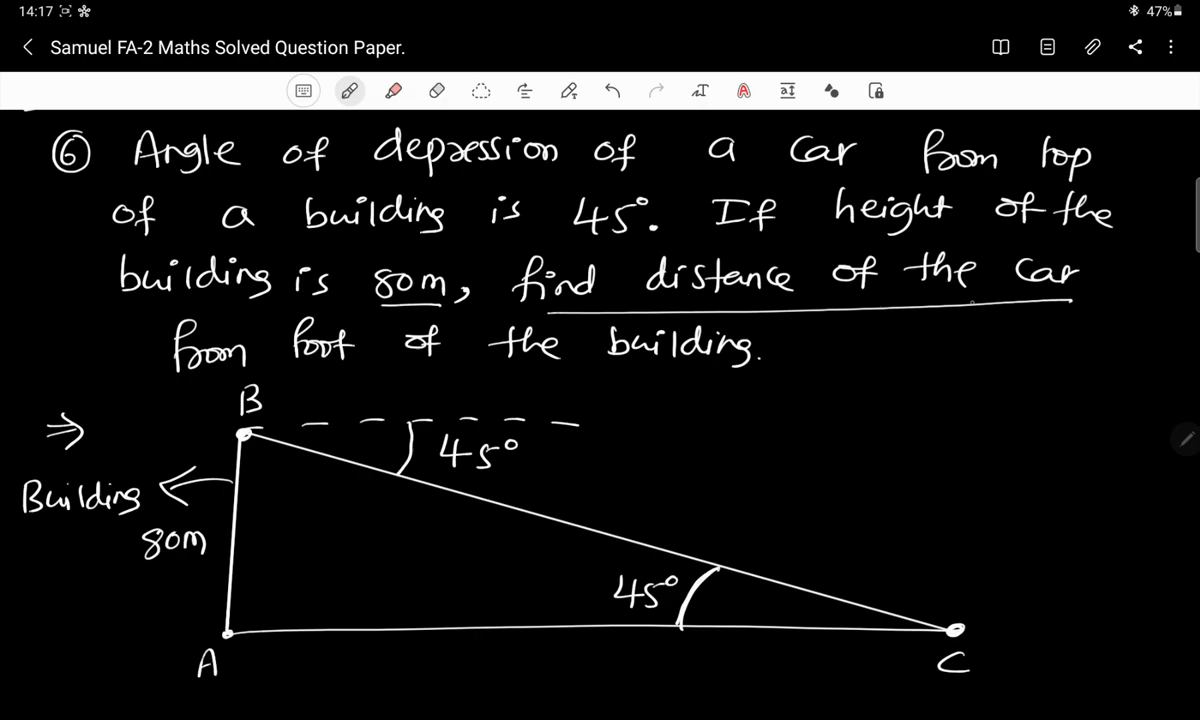 14:17
47%
Samuel FA-2 Maths Solved Question Paper.
⑥ Angle of depression of a car from top
of a building is 45°. If height of the
building is 80m, find distance of the car
from foot of the building.
B
⇒
45°
Building
80m
45°
A
C